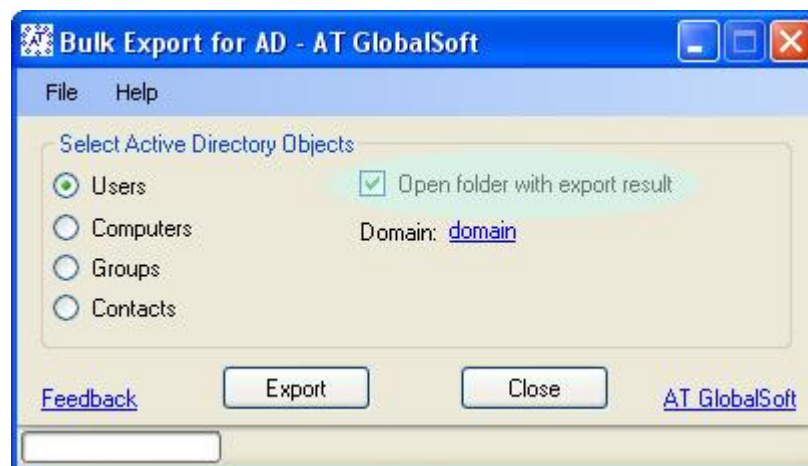 AT Bulk Export for AD - AT GlobalSoft
File Help
Select Active Directory Objects
Users
Open folder with export result
Computers
Domain: domain
Groups
Contacts
Feedback
Export
Close
AT GlobalSoft